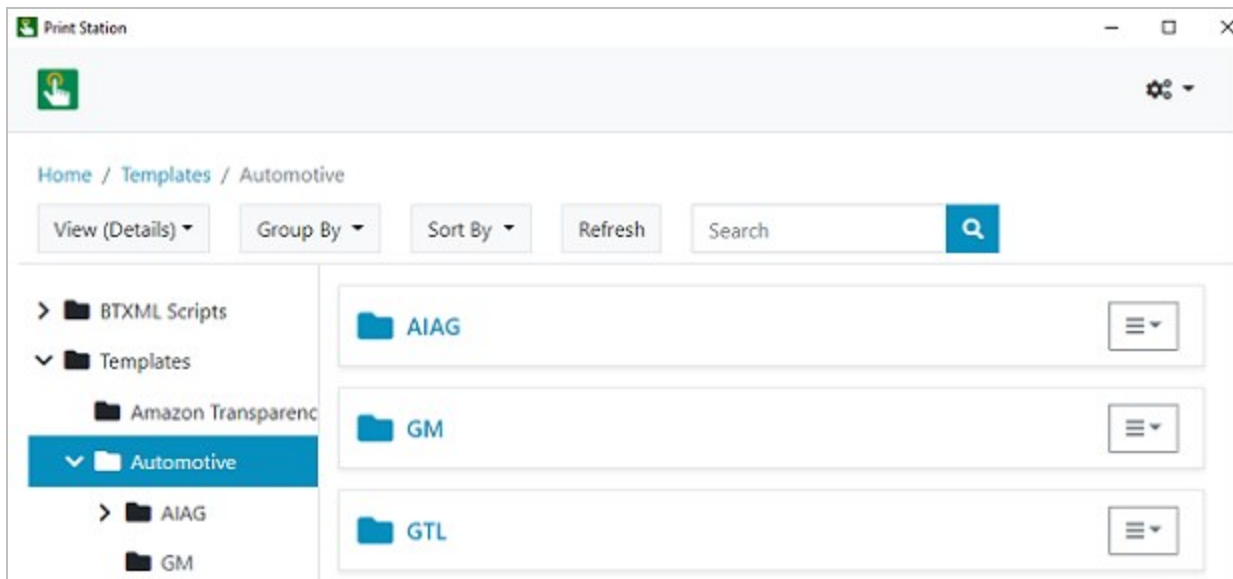 Print Station
Home / Templates / Automotive
View (Details) Group By Sort By Refresh Search
BTXML Scripts
Templates
Amazon Transparenc
Automotive
AIAG
GM
AIAG
GM
GTL